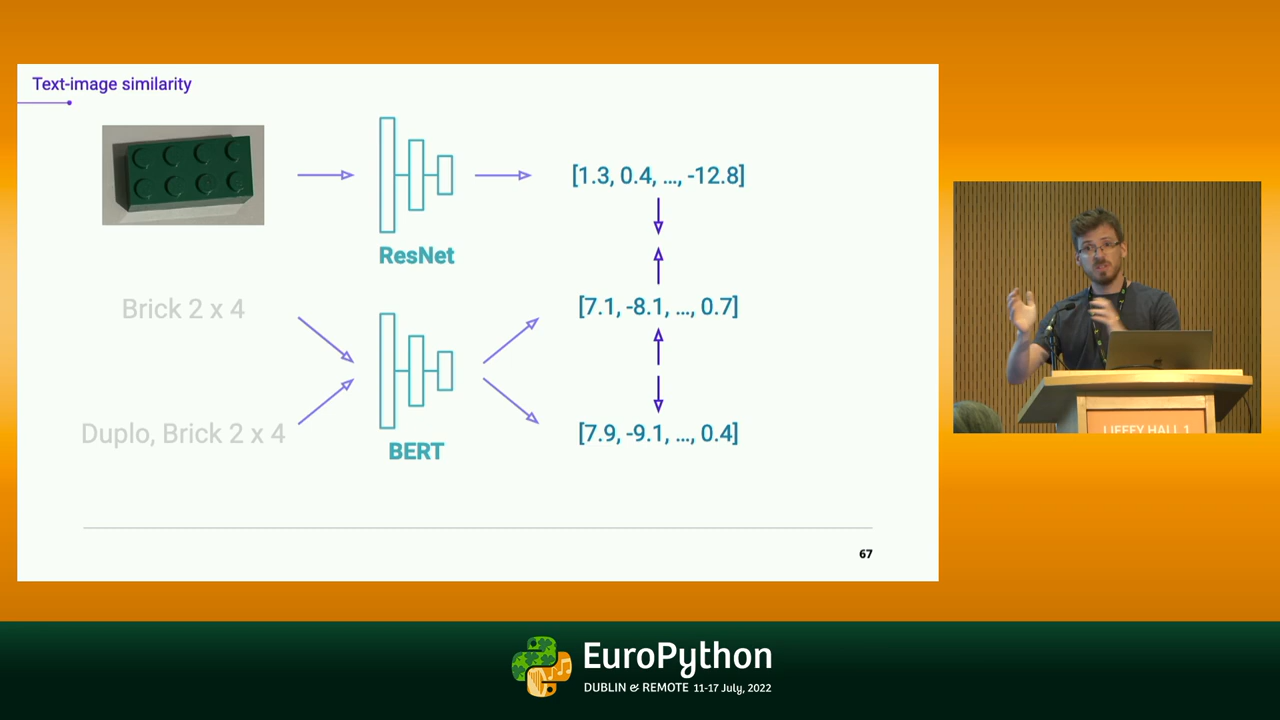 Text-image similarity
[1.3, 0.4, ..., -12.8]
ResNet
Brick 2 x 4
[7.1, -8.1, ..., 0.7]
Duplo, Brick 2 x 4
[7.9, -9.1, ..., 0.4]
BERT
67
LIFFEY HALL 1
EuroPython
DUBLIN & REMOTE 11-17 July, 2022